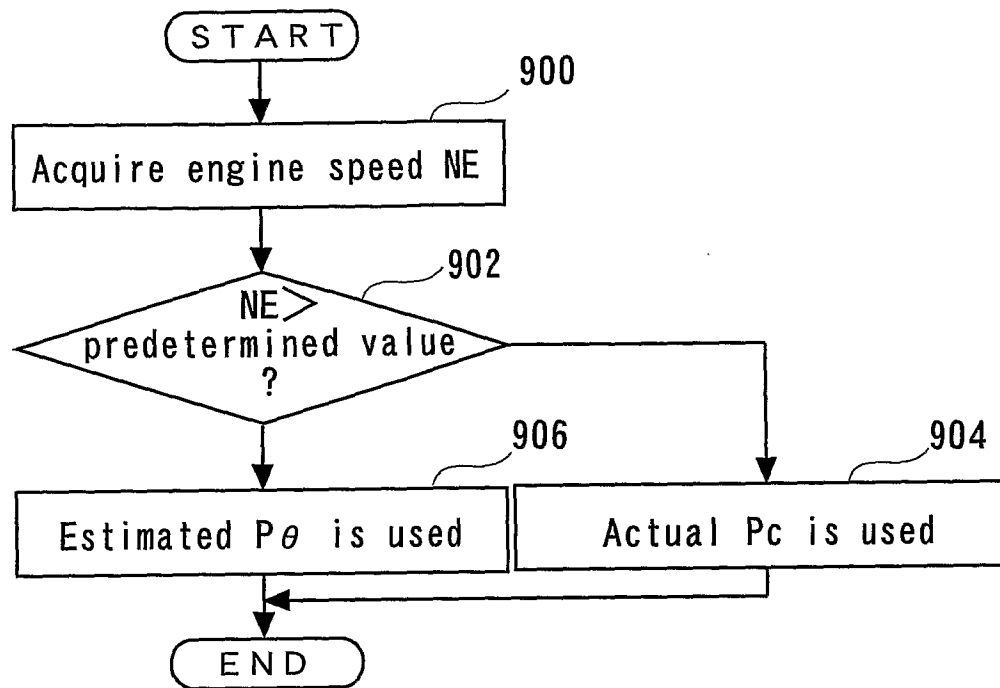 START
900
Acquire engine speed NE
902
NE>
predetermined value
?
906
904
Estimated Pθ is used
Actual Pc is used
END